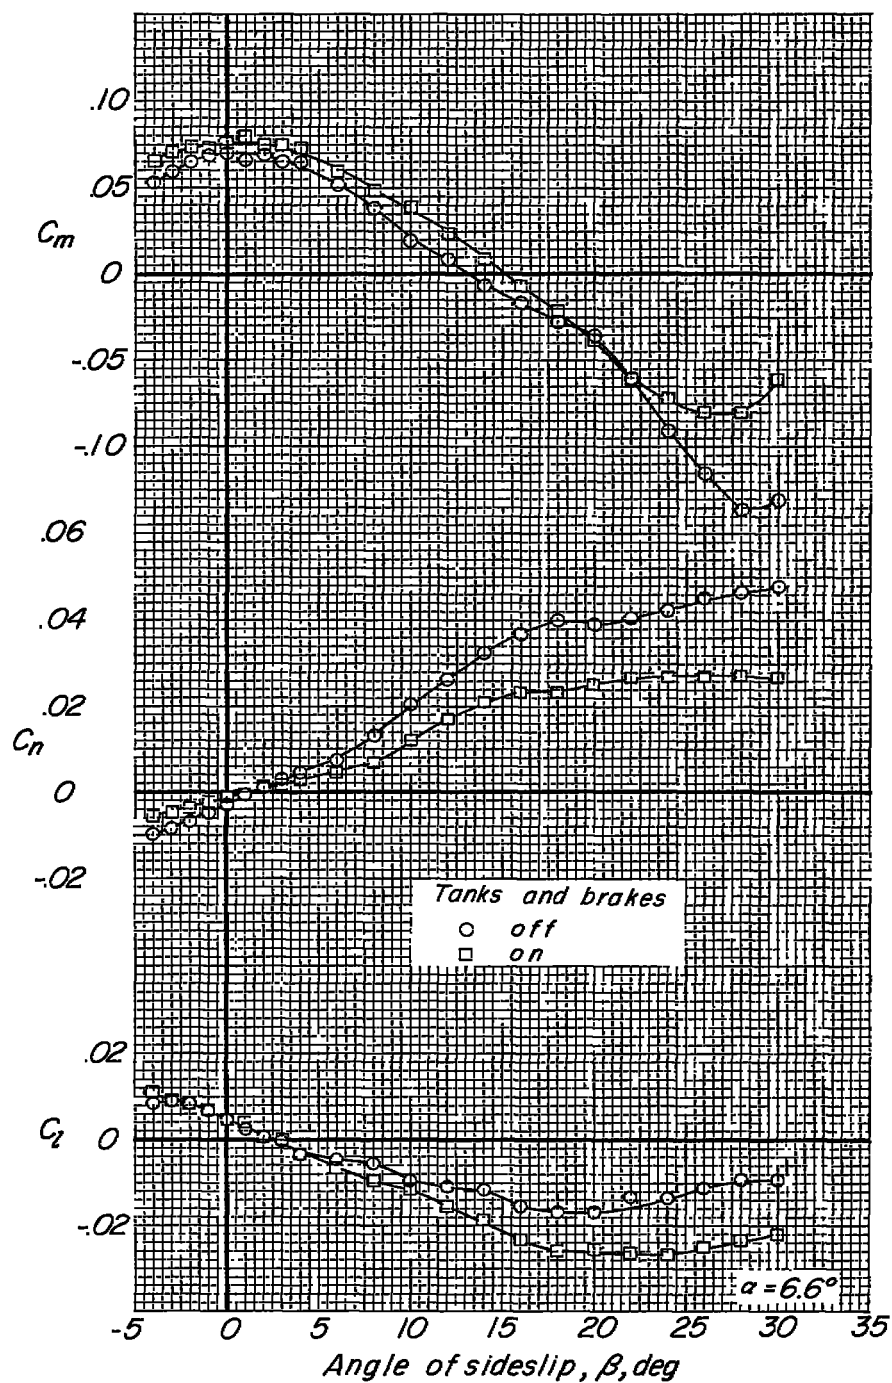 .10
.05
Cm
0
-.05
-.10
.06
.04
.02
Cn
0
-.02
Tanks and brakes
off
on
.02
Cl
0
-.02
α = 6.6°
-5 0 5 10 15 20 25 30 35
Angle of sideslip, β, deg